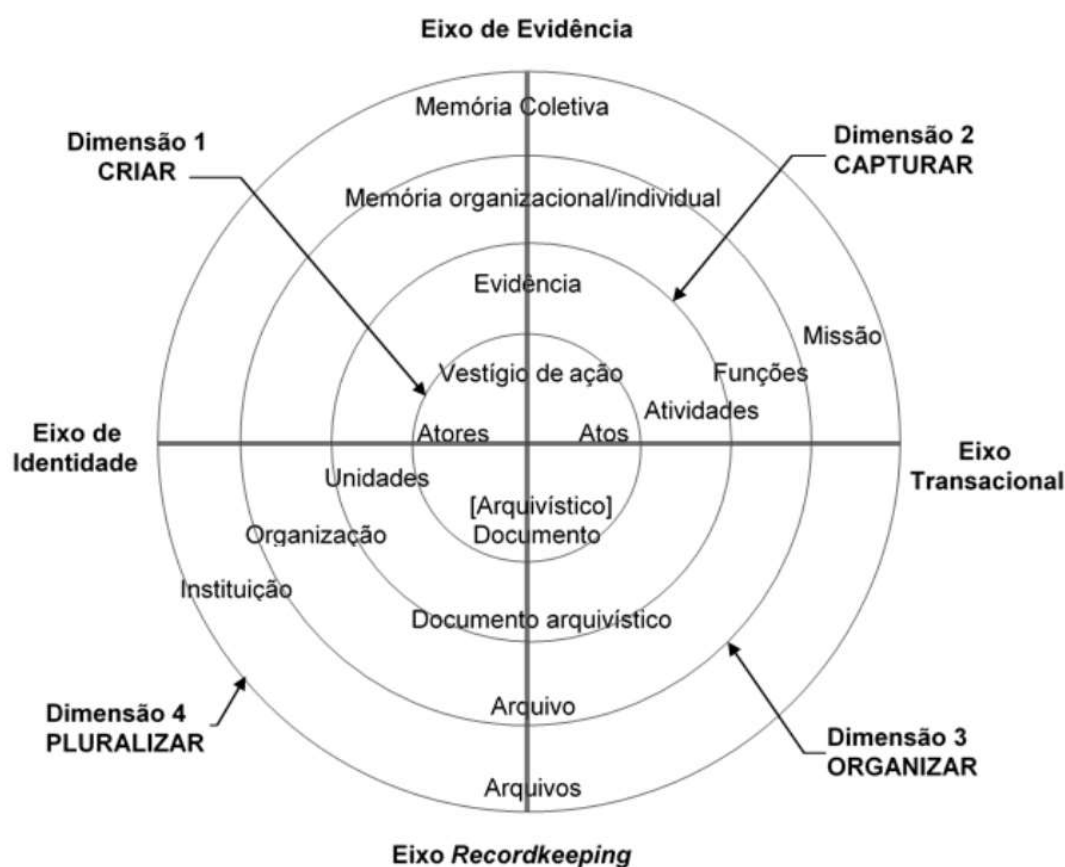 Eixo de Evidência
Memória Coletiva
Dimensão 1
CRIAR
Dimensão 2
CAPTURAR
Memória organizacional/individual
Evidência
Missão
Vestígio de ação
Funções
Atividades
Atores
Atos
Eixo de
Identidade
Eixo
Transacional
Unidades
[Arquivístico]
Documento
Organização
Instituição
Documento arquivístico
Arquivo
Dimensão 4
PLURALIZAR
Dimensão 3
ORGANIZAR
Arquivos
Eixo Recordkeeping